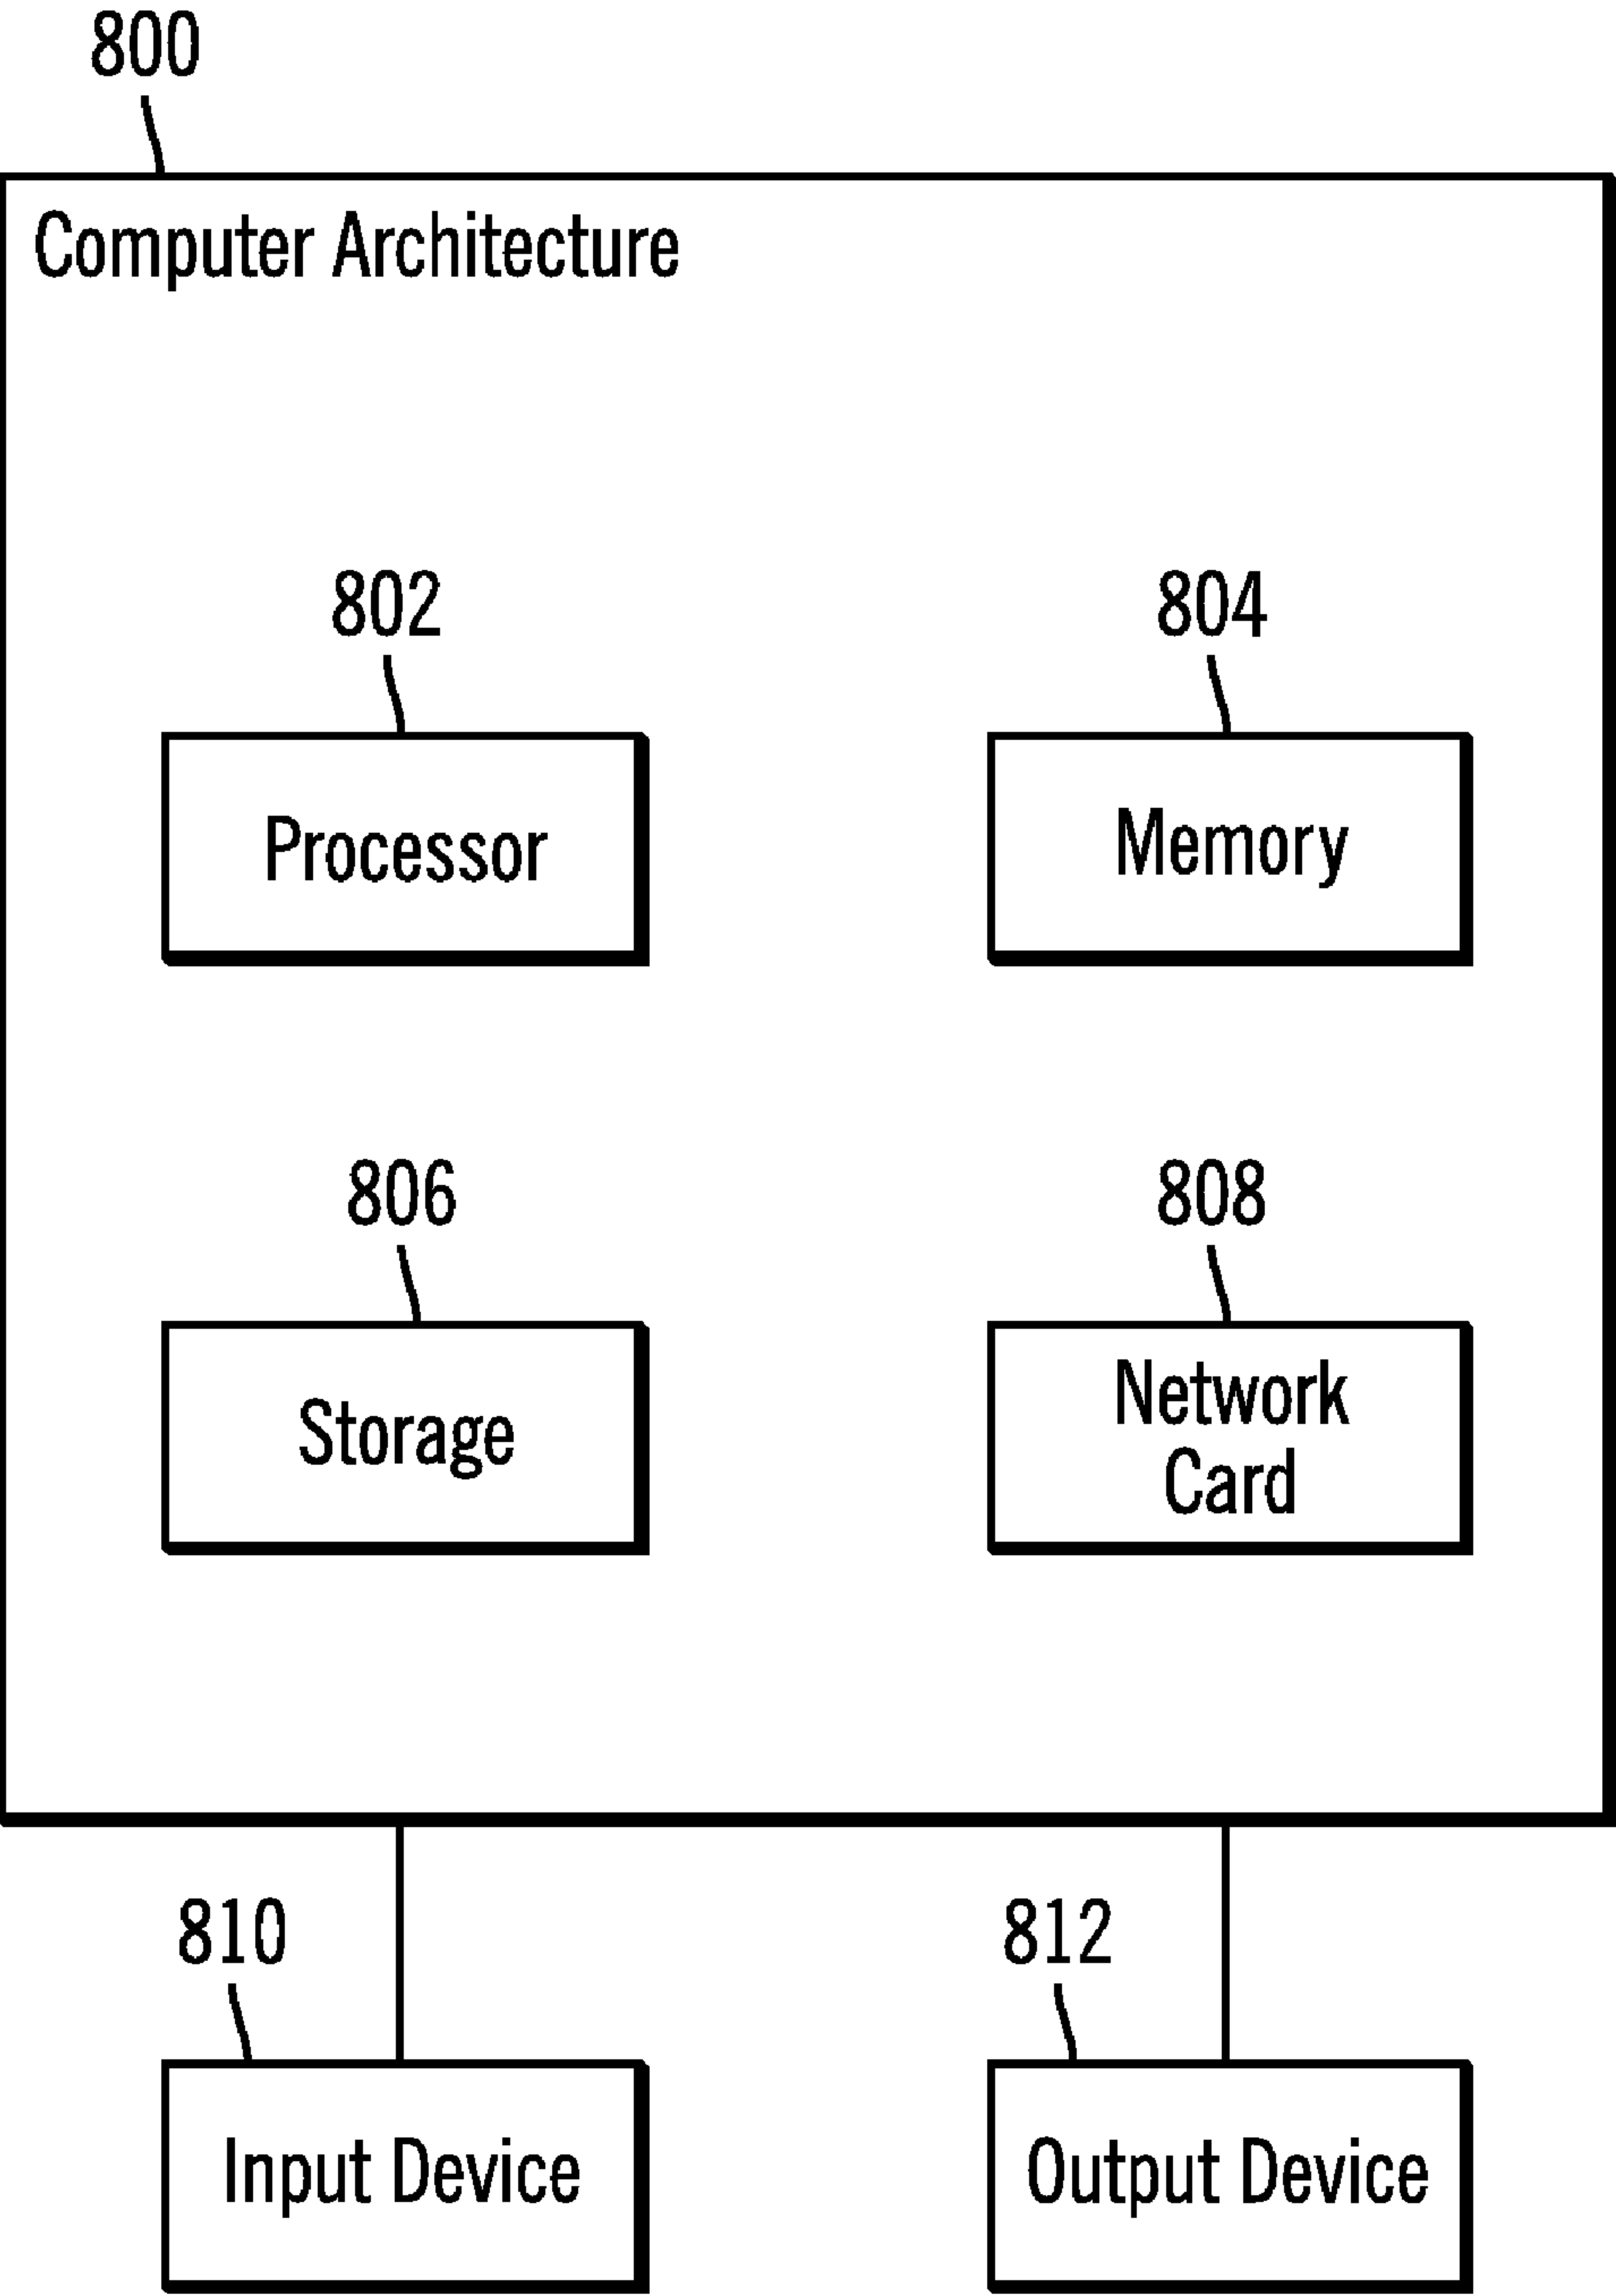 800
Computer Architecture
802
804
Processor
Memory
806
808
Storage
Network
Card
810
812
Input Device
Output Device